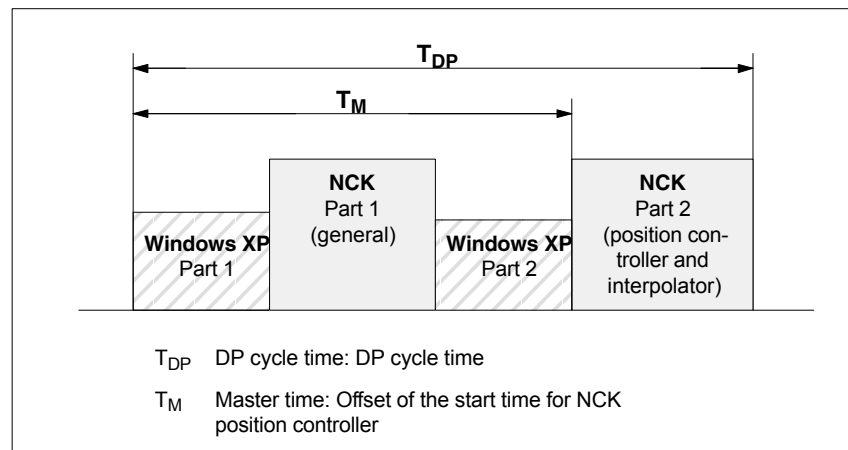 TDP
TM
NCK
Part 1
(general)
NCK
Part 2
(position con-
troller and
interpolator)
Windows XP
Part 1
Windows XP
Part 2
TDP DP cycle time: DP cycle time
TM Master time: Offset of the start time for NCK
position controller